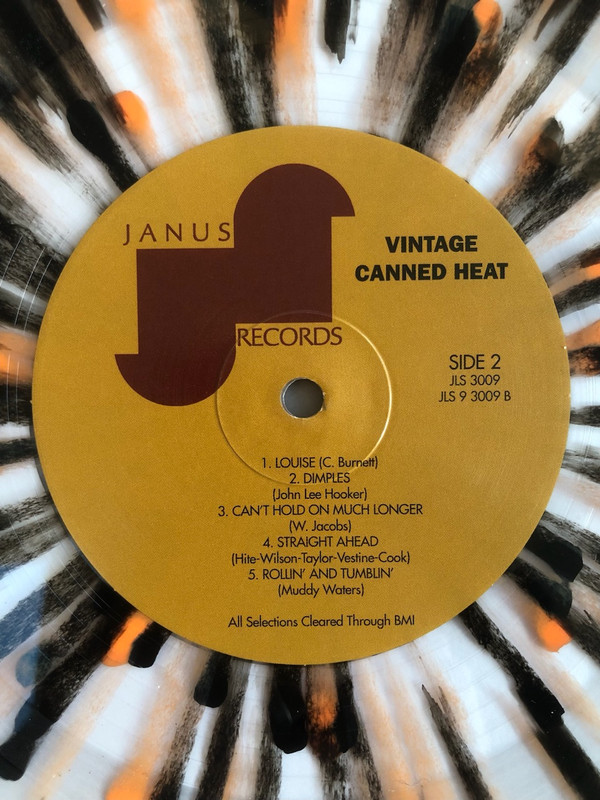 JANUS
RECORDS
VINTAGE
CANNED HEAT
SIDE 2
JLS 3009
JLS 9 3009 B
1. LOUISE (C. Burnett)
2. DIMPLES
(John Lee Hooker)
3. CAN'T HOLD ON MUCH LONGER
(W. Jacobs)
4. STRAIGHT AHEAD
(Hite-Wilson-Taylor-Vestine-Cook)
5. ROLLIN' AND TUMBLIN'
(Muddy Waters)
All Selections Cleared Through BMI